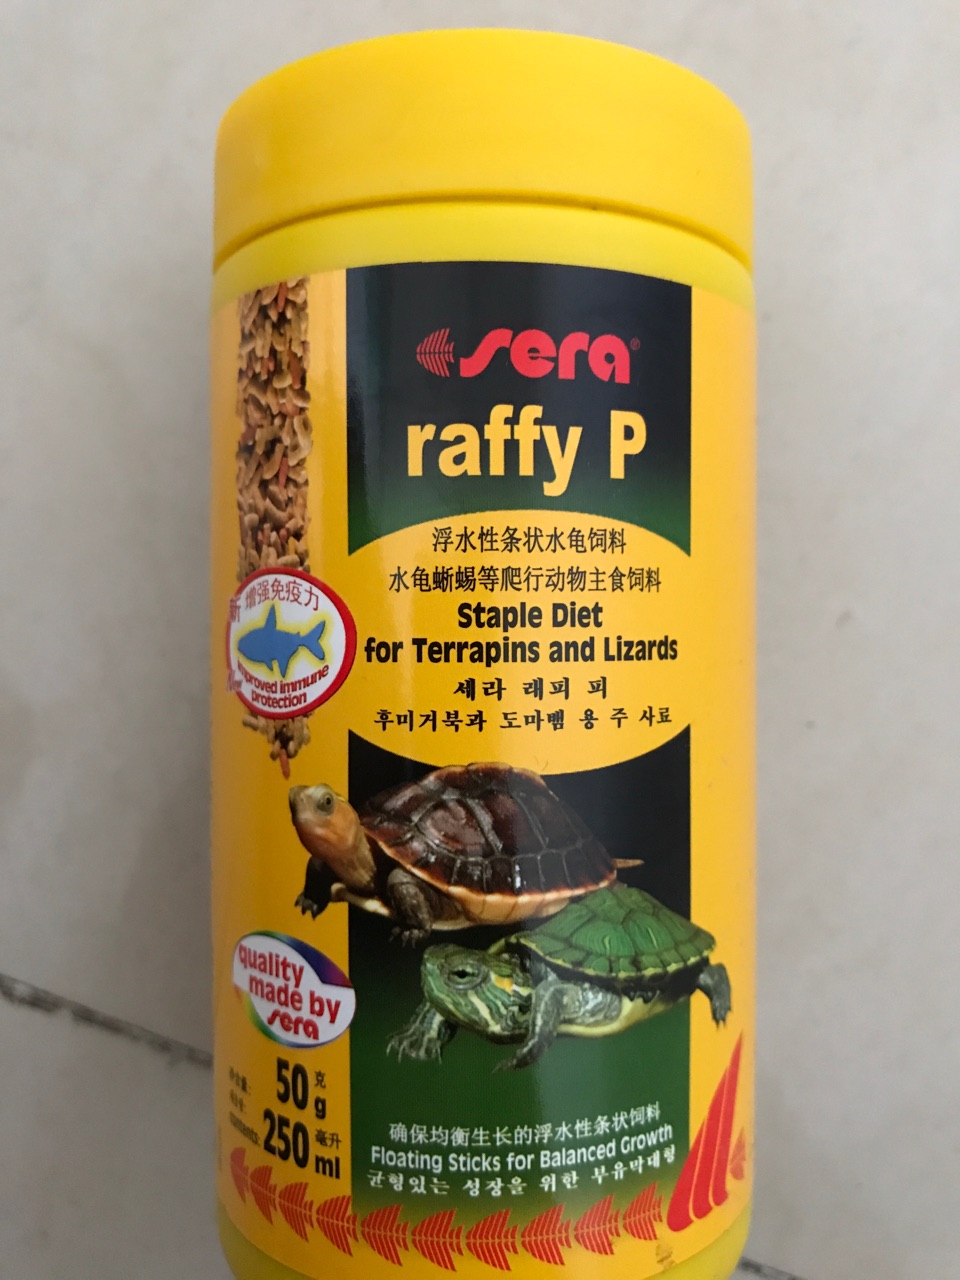 sera®
raffy P
浮水性条状水龟饲料
水龟蜥蜴等爬行动物主食饲料
Staple Diet
for Terrapins and Lizards
세라 래피 피
후미거북과 도마뱀 용 주 사료
新 增强免疫力
improved immune
protection
quality
made by
sera
50 克 g
250 毫升 ml
确保均衡生长的浮水性条状饲料
Floating Sticks for Balanced Growth
균형있는 성장을 위한 부유막대형